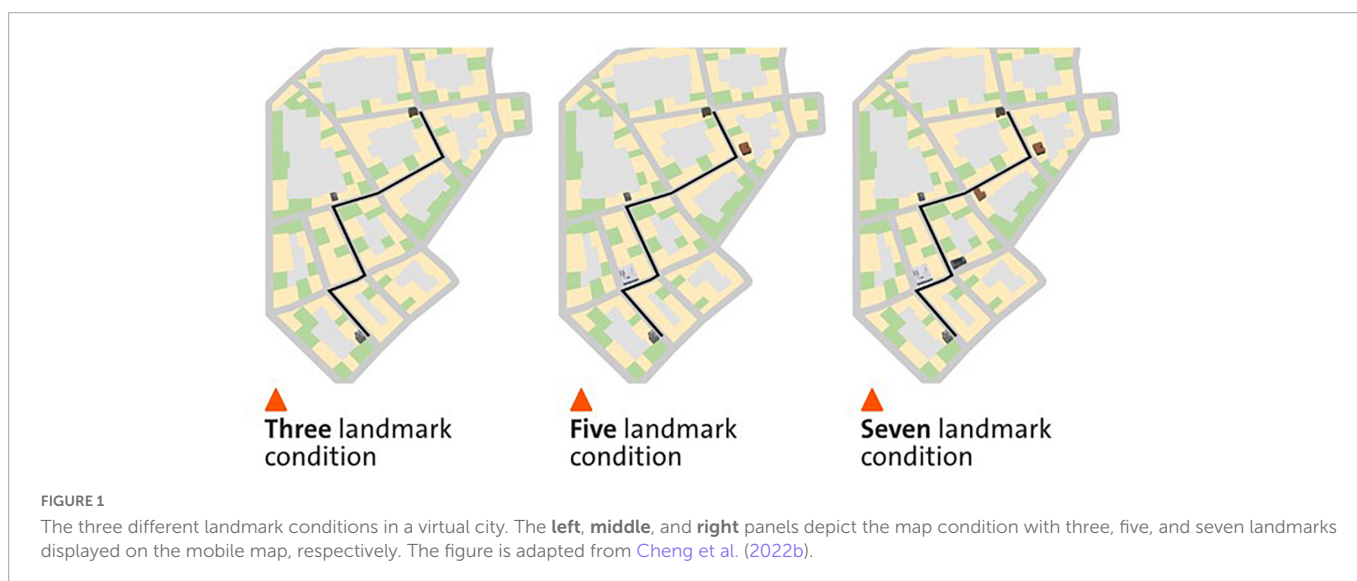 Three landmark
condition
Five landmark
condition
Seven landmark
condition
FIGURE 1
The three different landmark conditions in a virtual city. The left, middle, and right panels depict the map condition with three, five, and seven landmarks
displayed on the mobile map, respectively. The figure is adapted from Cheng et al. (2022b).